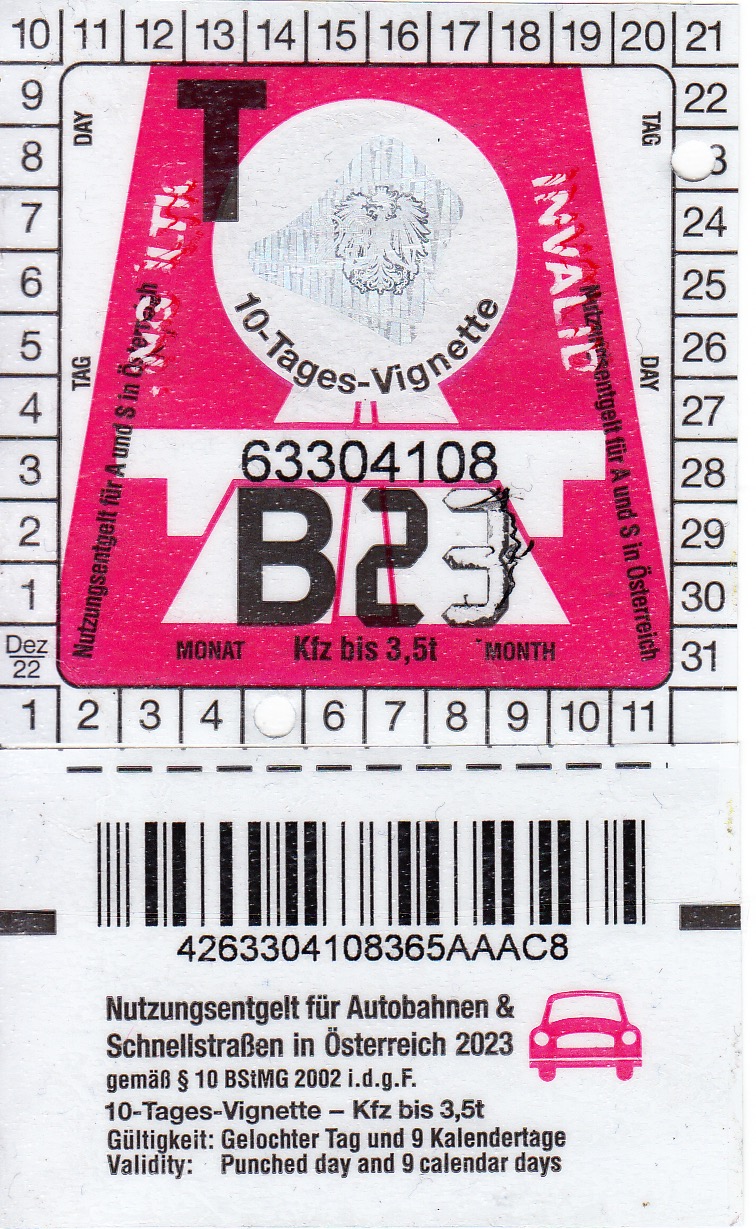 10 11 12 13 14 15 16 17 18 19 20 21
9 22
DAY T TAG
8 3
7 24
UNGÜLTIG INVALID
6 25
10-Tages-Vignette
5 26
TAG DAY
4 27
Nutzungsentgelt für A und S in Österreich
Nutzungsentgelt für A und S in Österreich
63304108
3 28
B23
2 29
1 30
MONAT Kfz bis 3,5t MONTH
Dez 22 31
1 2 3 4 6 7 8 9 10 11
4263304108365AAAC8
Nutzungsentgelt für Autobahnen &
Schnellstraßen in Österreich 2023
gemäß § 10 BStMG 2002 i.d.g.F.
10-Tages-Vignette – Kfz bis 3,5t
Gültigkeit: Gelochter Tag und 9 Kalendertage
Validity: Punched day and 9 calendar days